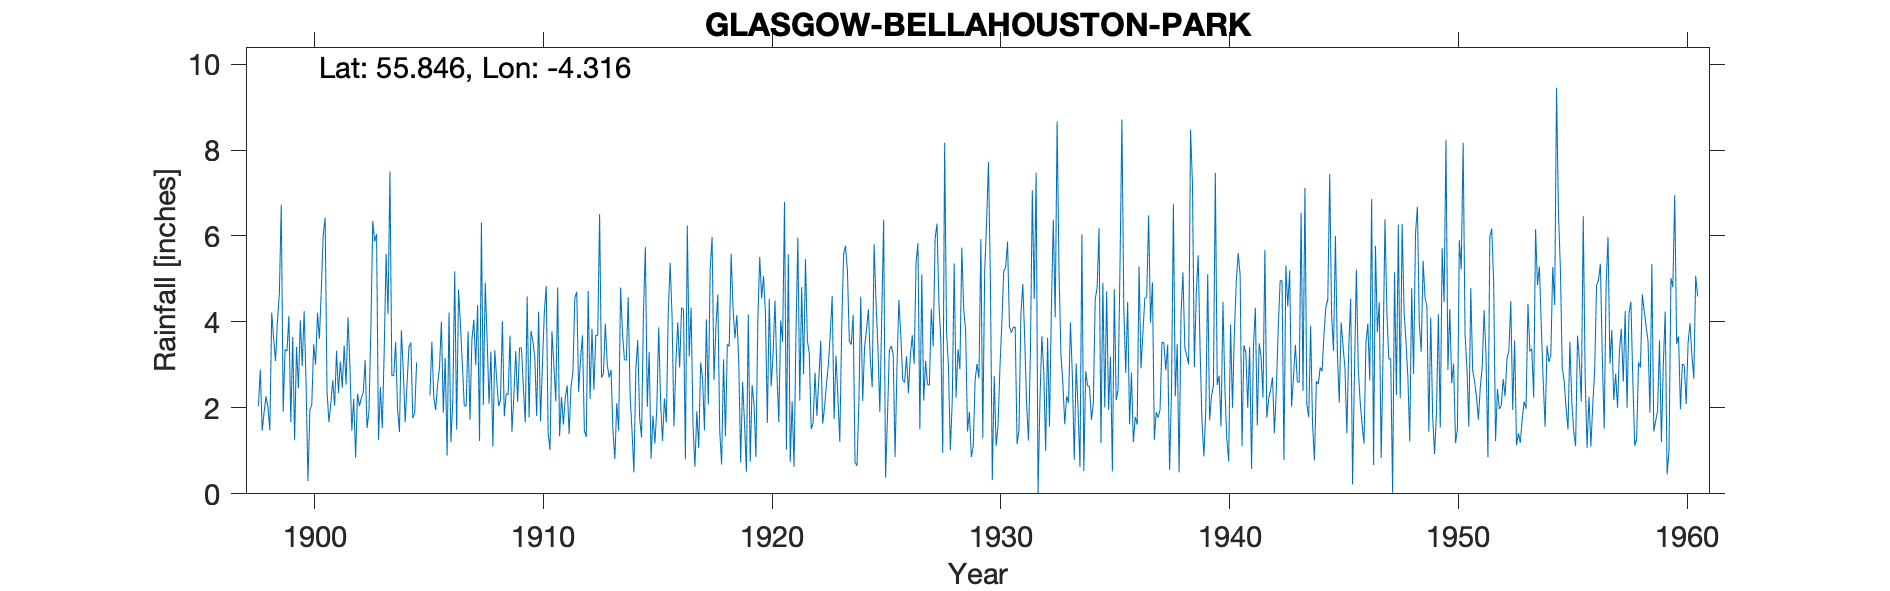 GLASGOW-BELLAHOUSTON-PARK
Lat: 55.846, Lon: -4.316
10
8
6
4
2
0
Rainfall [inches]
1900 1910 1920 1930 1940 1950 1960
Year